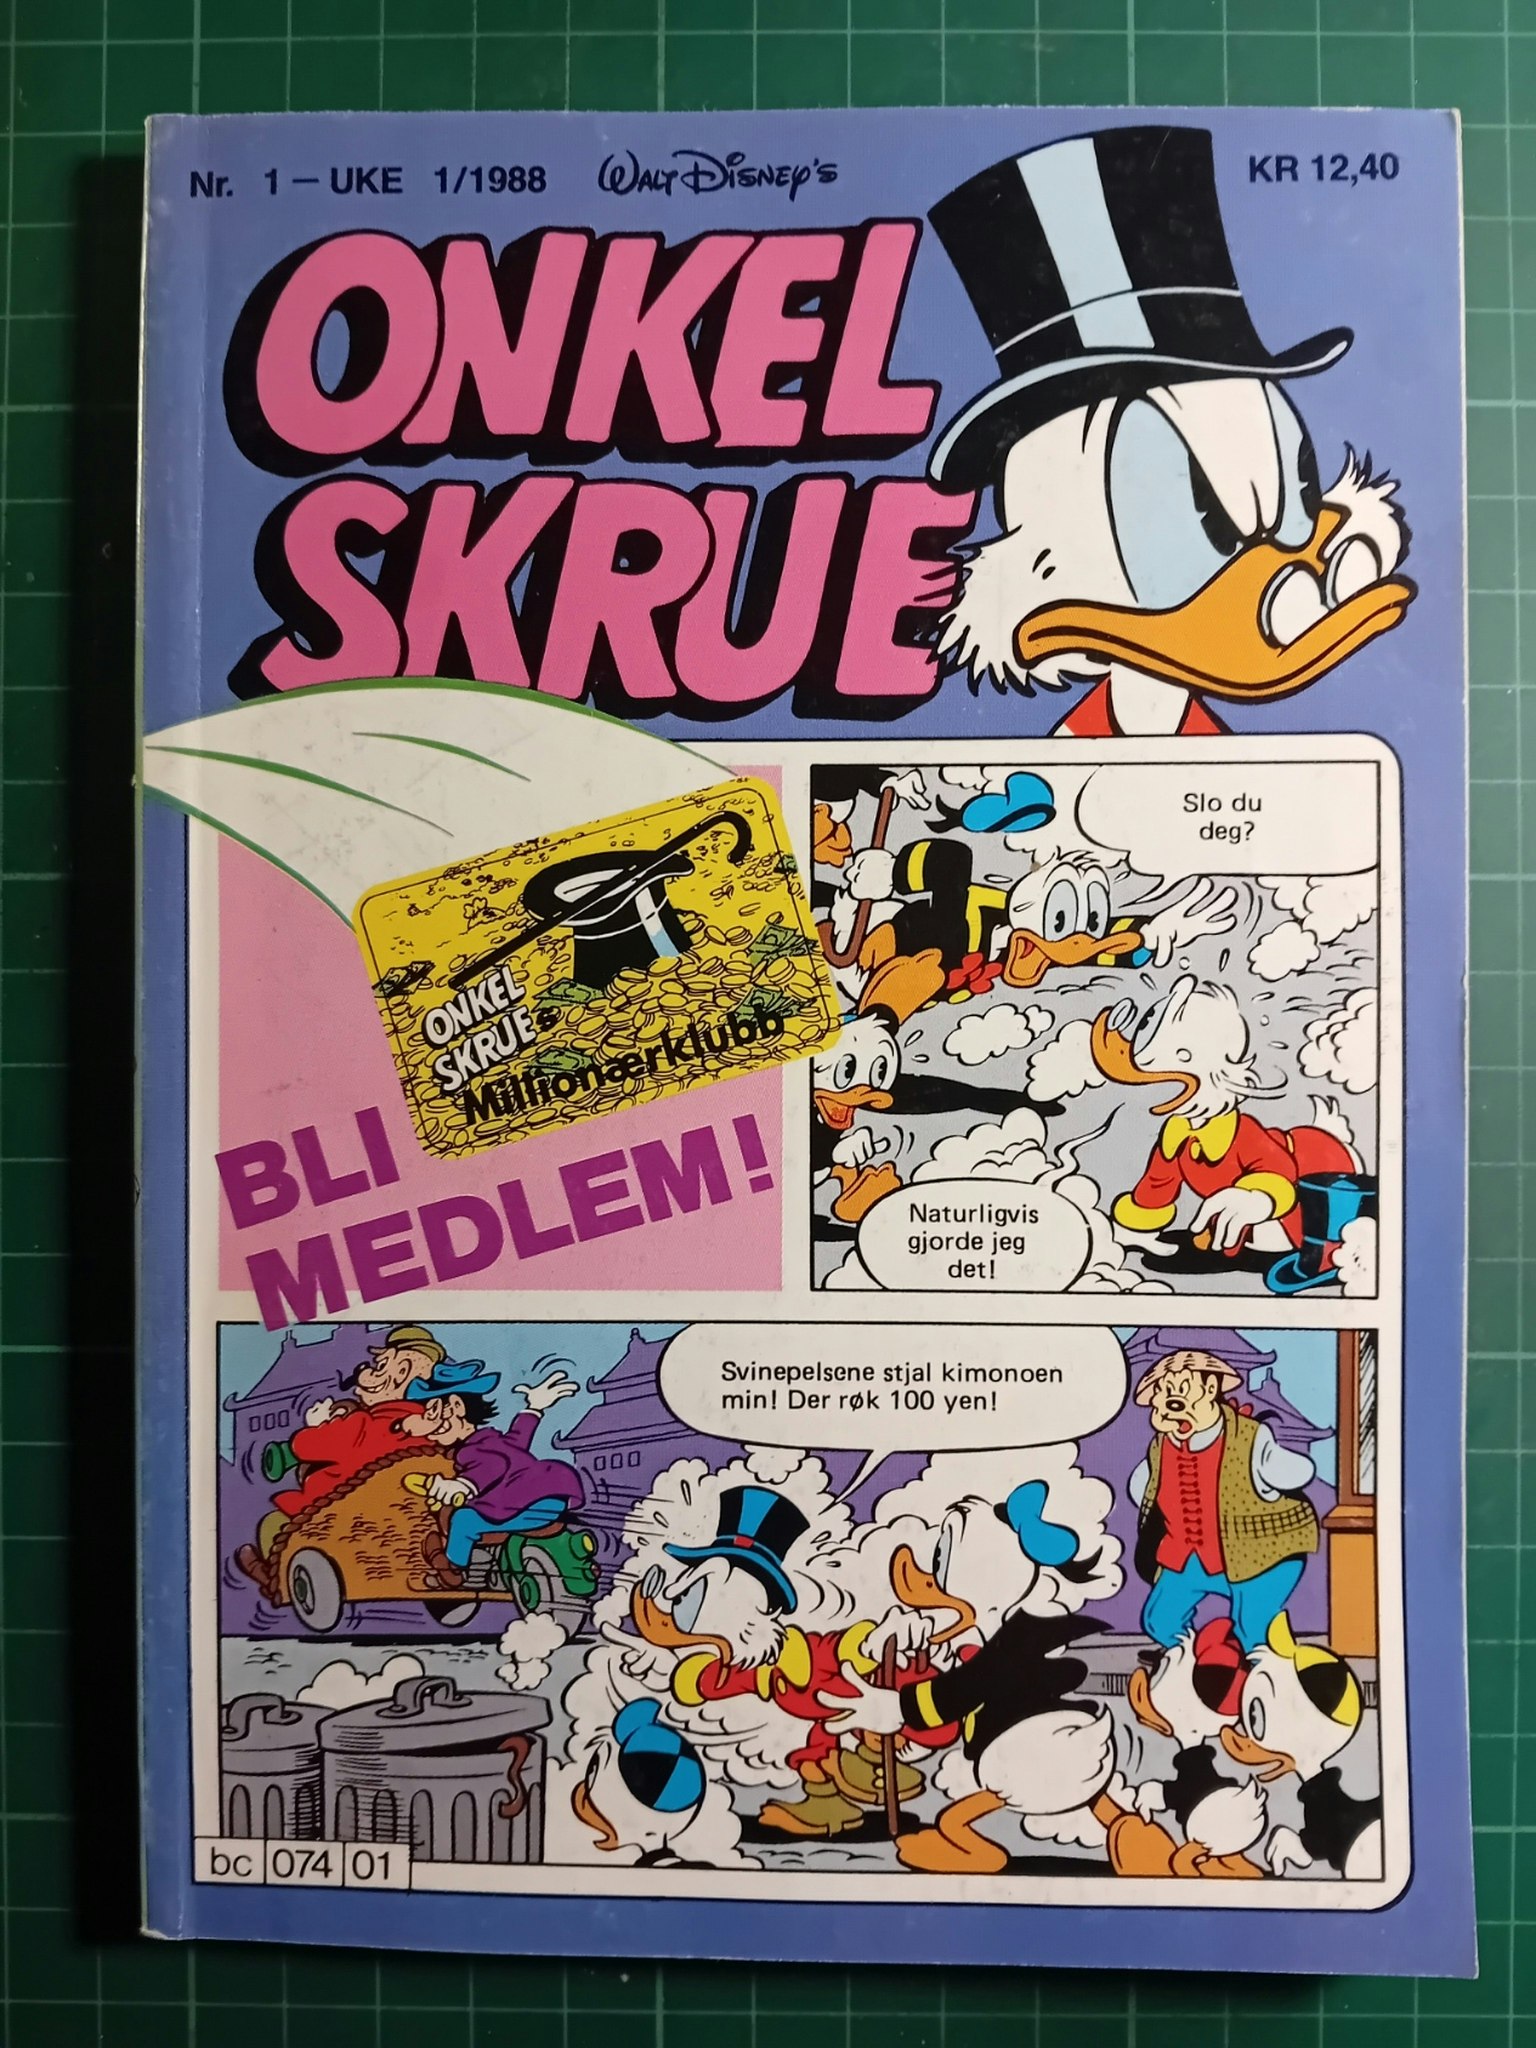 Nr. 1 – UKE 1/1988
WALT DISNEY'S
KR 12,40
ONKEL
SKRUE
ONKEL
SKRUEs
Millionærklubb
BLI
MEDLEM!
Slo du
deg?
Naturligvis
gjorde jeg
det!
Svinepelsene stjal kimonoen
min! Der røk 100 yen!
bc 074 01